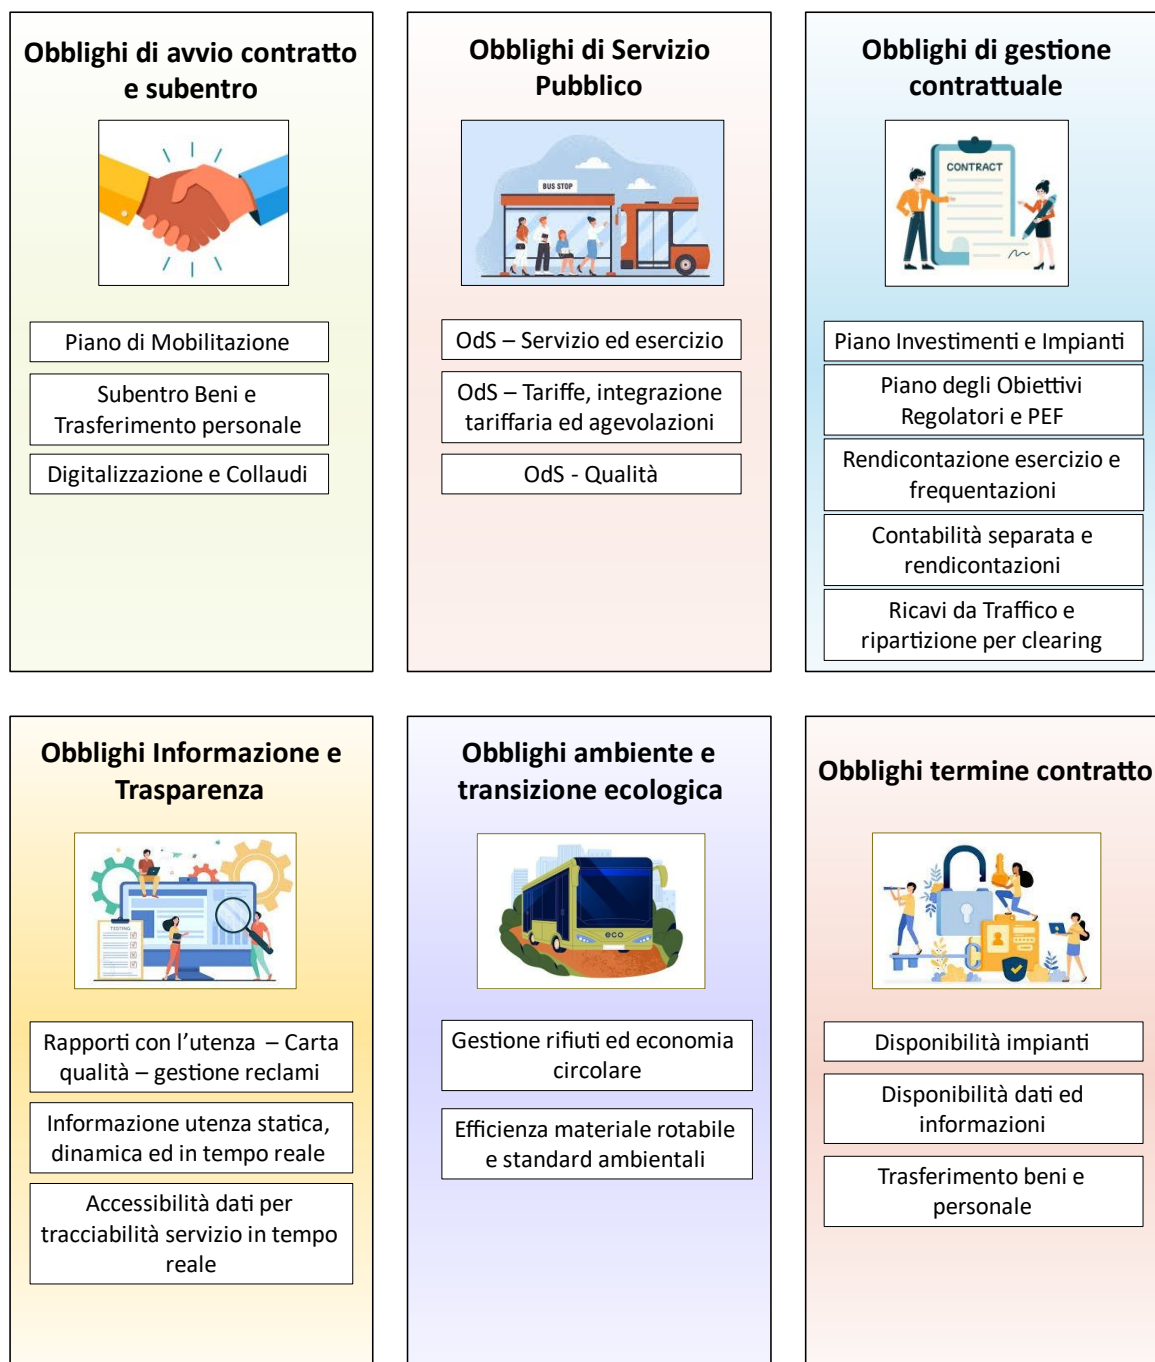 Obblighi di avvio contratto
e subentro
Piano di Mobilitazione
Subentro Beni e
Trasferimento personale
Digitalizzazione e Collaudi
Obblighi di Servizio
Pubblico
BUS STOP
OdS – Servizio ed esercizio
OdS – Tariffe, integrazione
tariffaria ed agevolazioni
OdS - Qualità
Obblighi di gestione
contrattuale
CONTRACT
Piano Investimenti e Impianti
Piano degli Obiettivi
Regolatori e PEF
Rendicontazione esercizio e
frequentazioni
Contabilità separata e
rendicontazioni
Ricavi da Traffico e
ripartizione per clearing
Obblighi Informazione e
Trasparenza
TESTING
Rapporti con l’utenza – Carta
qualità – gestione reclami
Informazione utenza statica,
dinamica ed in tempo reale
Accessibilità dati per
tracciabilità servizio in tempo
reale
Obblighi ambiente e
transizione ecologica
eco
Gestione rifiuti ed economia
circolare
Efficienza materiale rotabile
e standard ambientali
Obblighi termine contratto
Disponibilità impianti
Disponibilità dati ed
informazioni
Trasferimento beni e
personale